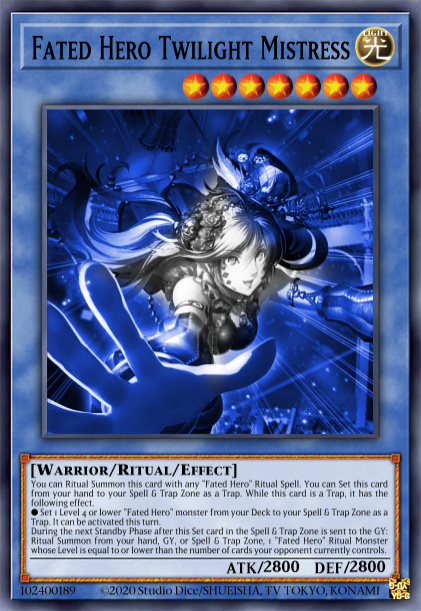 FATED HERO TWILIGHT MISTRESS
LIGHT
光
[WARRIOR/RITUAL/EFFECT]
You can Ritual Summon this card with any "Fated Hero" Ritual Spell. You can Set this
card from your hand to your Spell & Trap Zone as a Trap. While this card is a Trap, it has the
following effect.
● Set 1 Level 4 or lower "Fated Hero" monster from your Deck to your Spell & Trap Zone as a
Trap. It can be activated this turn.
During the next Standby Phase after this Set card in the Spell & Trap Zone is sent to the GY:
Ritual Summon from your hand, GY, or Spell & Trap Zone, 1 "Fated Hero" Ritual Monster
whose Level is equal to or lower than the number of cards your opponent currently controls.
ATK/2800 DEF/2800
102400189 ©2020 Studio Dice/SHUEISHA, TV TOKYO, KONAMI